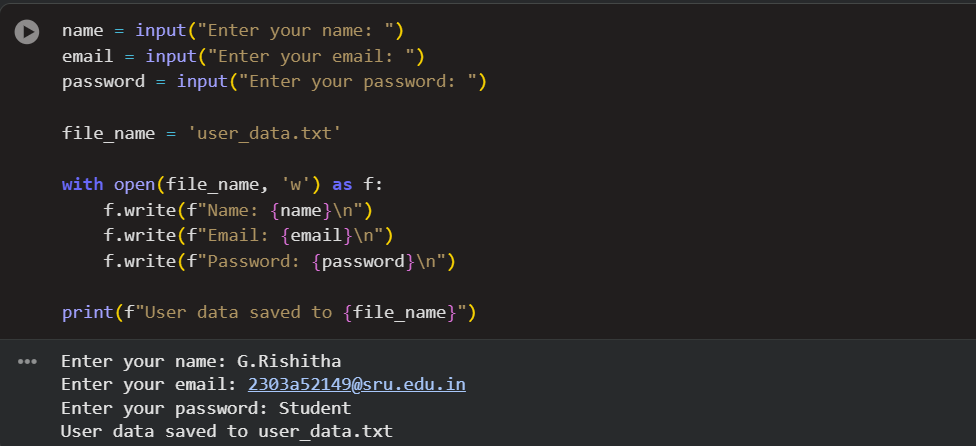 name = input("Enter your name: ")
email = input("Enter your email: ")
password = input("Enter your password: ")

file_name = 'user_data.txt'

with open(file_name, 'w') as f:
    f.write(f"Name: {name}\n")
    f.write(f"Email: {email}\n")
    f.write(f"Password: {password}\n")

print(f"User data saved to {file_name}")
Enter your name: G.Rishitha
Enter your email: 2303a52149@sru.edu.in
Enter your password: Student
User data saved to user_data.txt